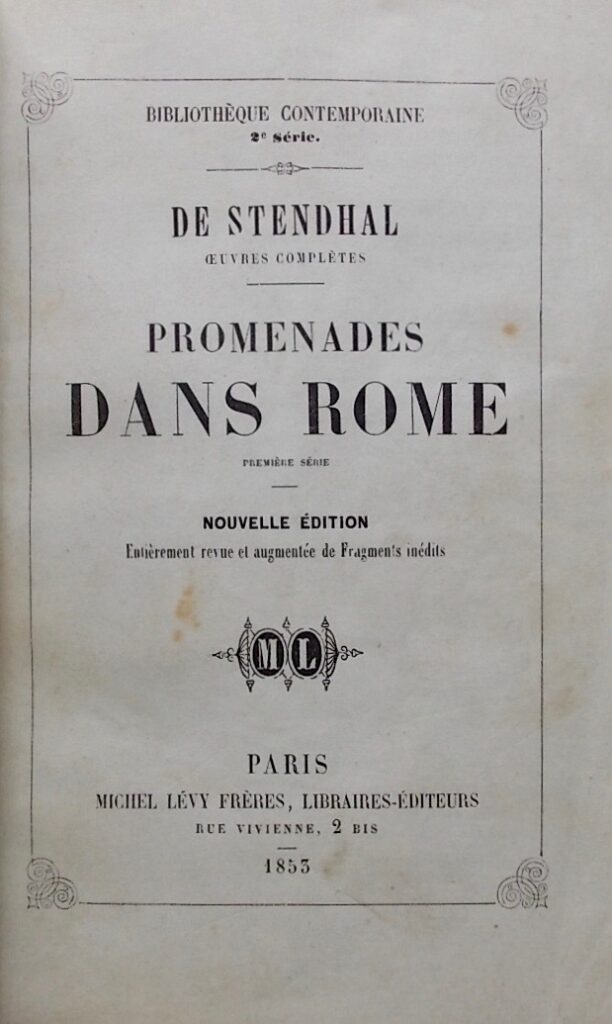 BIBLIOTHÈQUE CONTEMPORAINE
2e Série.
DE STENDHAL
ŒUVRES COMPLÈTES
PROMENADES
DANS ROME
PREMIÈRE SÉRIE
NOUVELLE ÉDITION
Entièrement revue et augmentée de Fragments inédits
M L
PARIS
MICHEL LÉVY FRÈRES, LIBRAIRES-ÉDITEURS
RUE VIVIENNE, 2 BIS
1853